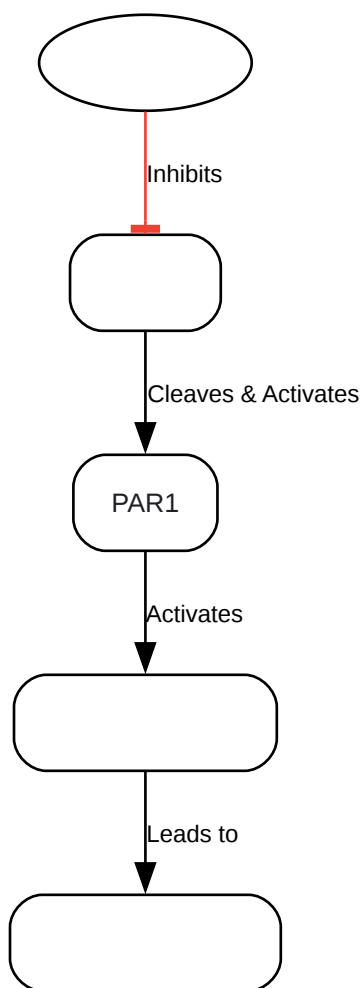 Inhibits
Cleaves & Activates
PAR1
Activates
Leads to